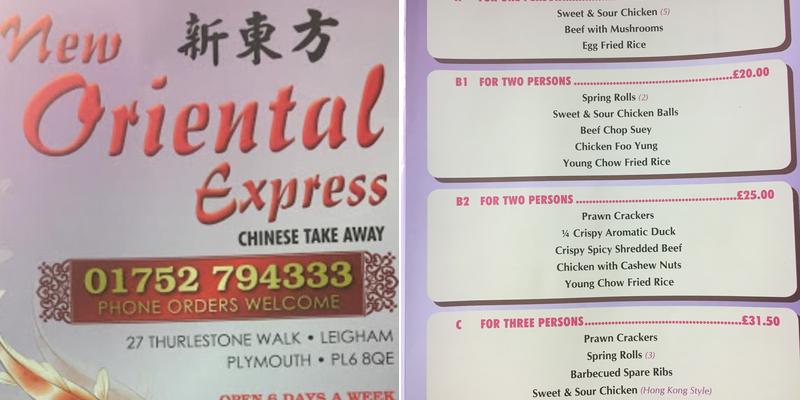 New 新東方
Oriental
Express
CHINESE TAKE AWAY
01752 794333
PHONE ORDERS WELCOME
27 THURLESTONE WALK • LEIGHAM
PLYMOUTH • PL6 8QE
OPEN 6 DAYS A WEEK
Sweet & Sour Chicken (5)
Beef with Mushrooms
Egg Fried Rice
B1 FOR TWO PERSONS ........................................£20.00
Spring Rolls (2)
Sweet & Sour Chicken Balls
Beef Chop Suey
Chicken Foo Yung
Young Chow Fried Rice
B2 FOR TWO PERSONS ........................................£25.00
Prawn Crackers
¼ Crispy Aromatic Duck
Crispy Spicy Shredded Beef
Chicken with Cashew Nuts
Young Chow Fried Rice
C FOR THREE PERSONS........................................£31.50
Prawn Crackers
Spring Rolls (3)
Barbecued Spare Ribs
Sweet & Sour Chicken (Hong Kong Style)